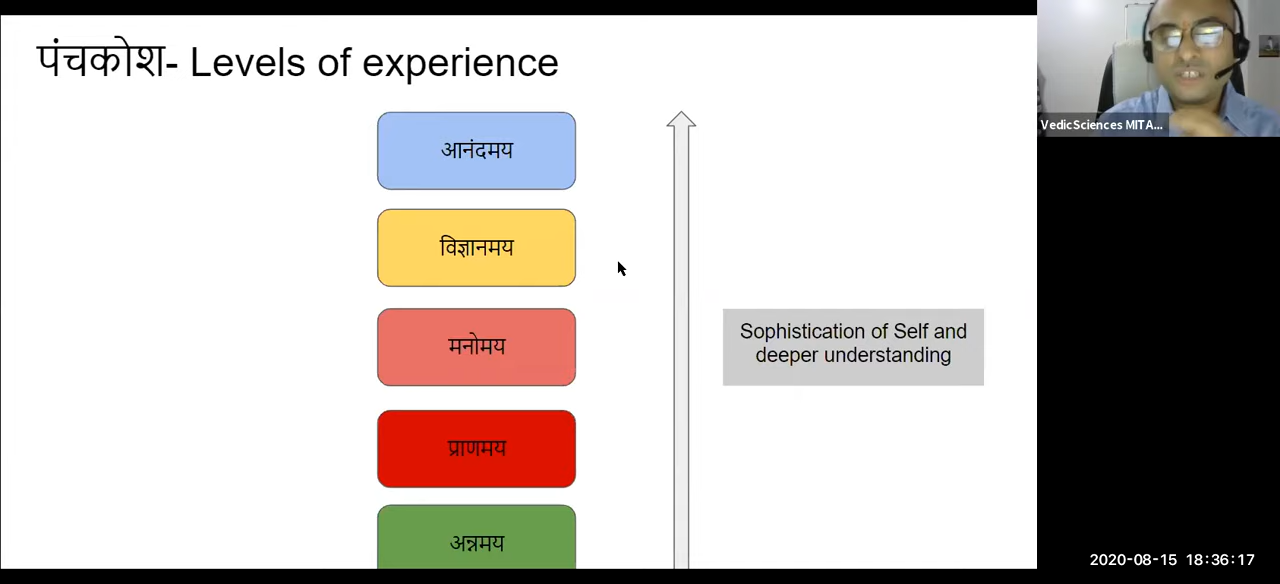 पंचकोश- Levels of experience
आनंदमय
विज्ञानमय
मनोमय
प्राणमय
अन्नमय
Sophistication of Self and
deeper understanding
VedicSciences MITA...
2020-08-15 18:36:17